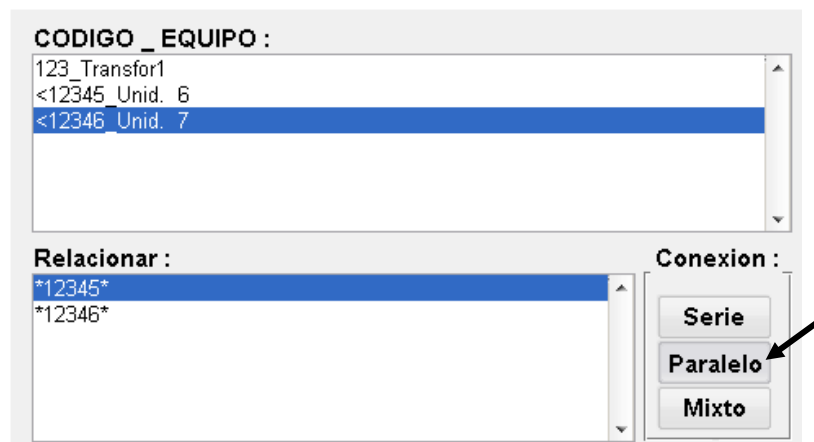 CODIGO _ EQUIPO :
123_Transfor1
<12345_Unid. 6
<12346_Unid. 7
Relacionar :
*12345*
*12346*
Conexion :
Serie
Paralelo
Mixto